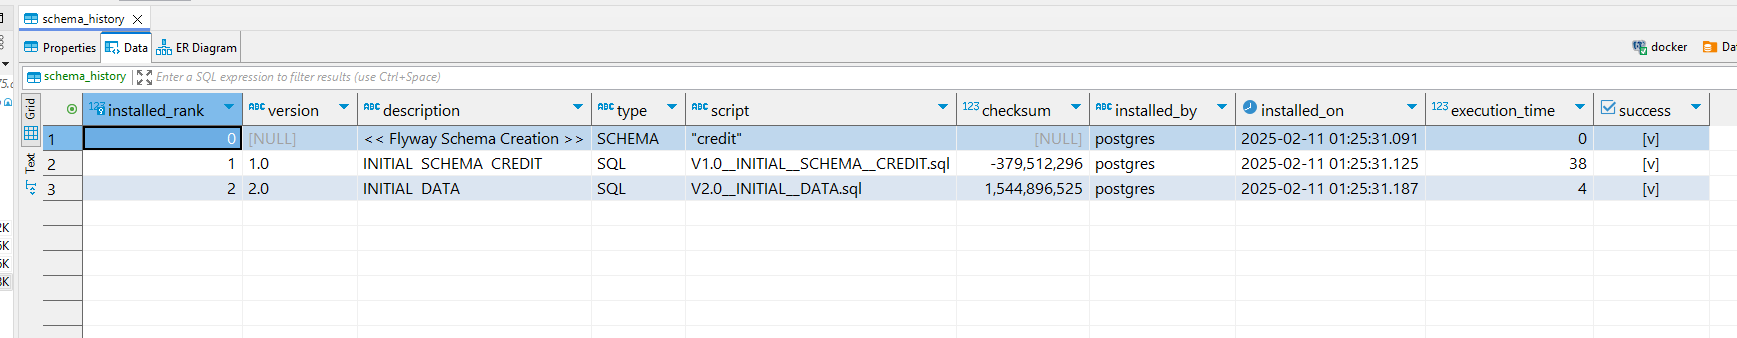 schema_history
Properties Data ER Diagram docker Da
schema_history Enter a SQL expression to filter results (use Ctrl+Space)
installed_rank version description type script checksum installed_by installed_on execution_time success
1 0 [NULL] << Flyway Schema Creation >> SCHEMA "credit" [NULL] postgres 2025-02-11 01:25:31.091 0 [v]
2 1 1.0 INITIAL SCHEMA CREDIT SQL V1.0__INITIAL__SCHEMA__CREDIT.sql -379,512,296 postgres 2025-02-11 01:25:31.125 38 [v]
3 2 2.0 INITIAL DATA SQL V2.0__INITIAL__DATA.sql 1,544,896,525 postgres 2025-02-11 01:25:31.187 4 [v]
Grid
Text